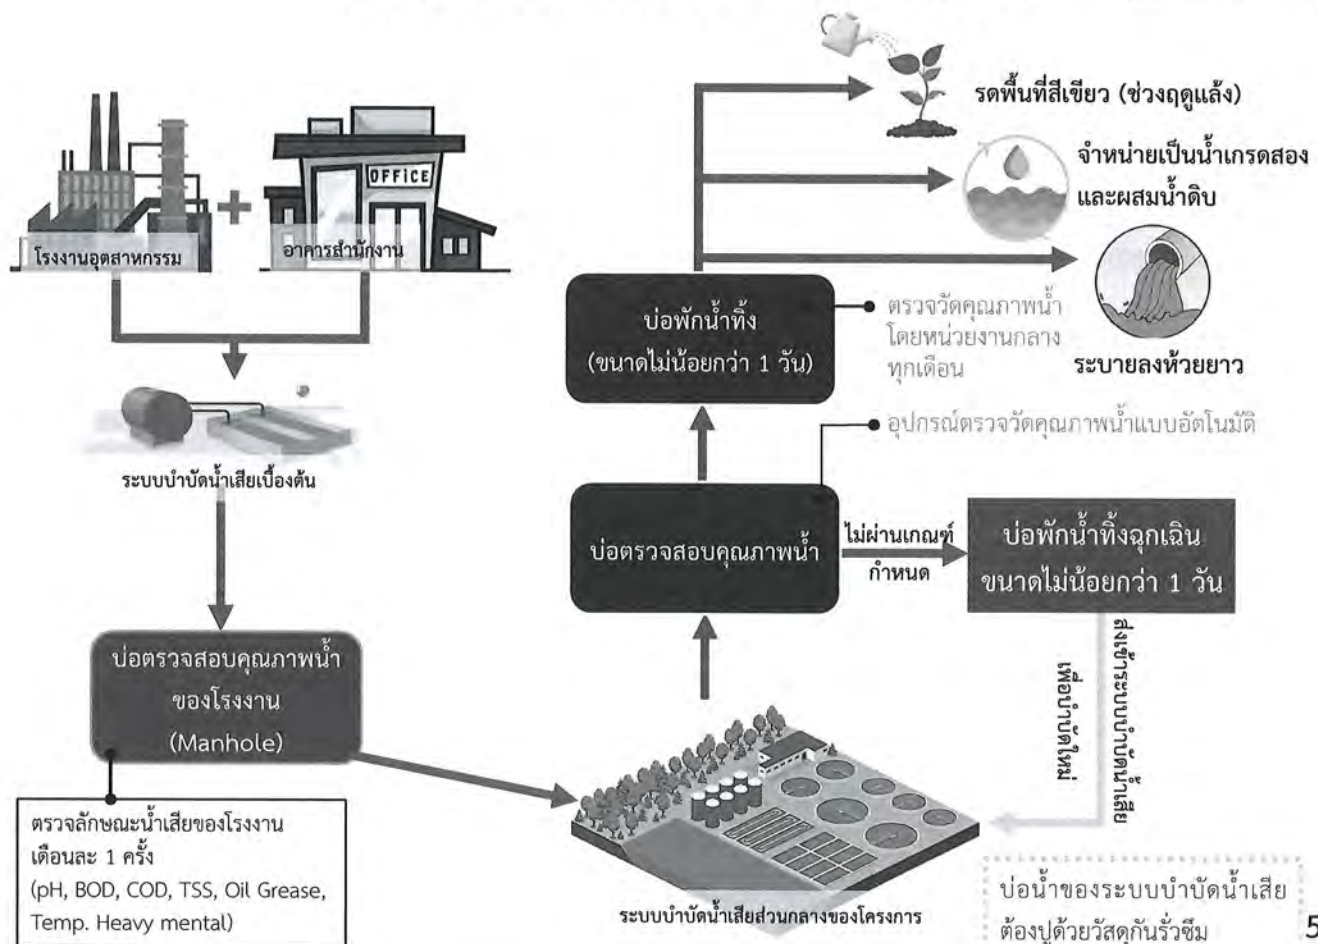 OFFICE
โรงงานอุตสาหกรรม
อาคารสำนักงาน
ระบบบำบัดน้ำเสียเบื้องต้น
บ่อตรวจสอบคุณภาพน้ำ
ของโรงงาน
(Manhole)
ตรวจลักษณะน้ำเสียของโรงงาน
เดือนละ 1 ครั้ง
(pH, BOD, COD, TSS, Oil Grease,
Temp. Heavy mental)
ระบบบำบัดน้ำเสียส่วนกลางของโครงการ
บ่อตรวจสอบคุณภาพน้ำ
อุปกรณ์ตรวจวัดคุณภาพน้ำแบบอัตโนมัติ
ไม่ผ่านเกณฑ์
กำหนด
บ่อพักน้ำทิ้งฉุกเฉิน
ขนาดไม่น้อยกว่า 1 วัน
ส่งเข้าระบบบำบัดน้ำเสีย
เพื่อบำบัดใหม่
บ่อพักน้ำทิ้ง
(ขนาดไม่น้อยกว่า 1 วัน)
ตรวจวัดคุณภาพน้ำ
โดยหน่วยงานกลาง
ทุกเดือน
รดพื้นที่สีเขียว (ช่วงฤดูแล้ง)
จำหน่ายเป็นน้ำเกรดสอง
และผสมน้ำดิบ
ระบายลงห้วยยาว
บ่อน้ำของระบบบำบัดน้ำเสีย
ต้องปูด้วยวัสดุกันรั่วซึม
5